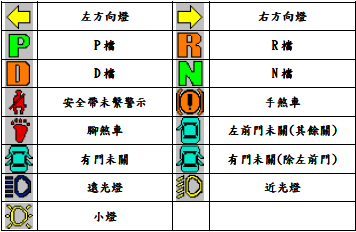 左方向燈 右方向燈
P P檔 R R檔
D D檔 N N檔
安全帶未繫警示 手煞車
腳煞車 左前門未關(其餘關)
有門未關 有門未關(除左前門)
遠光燈 近光燈
小燈